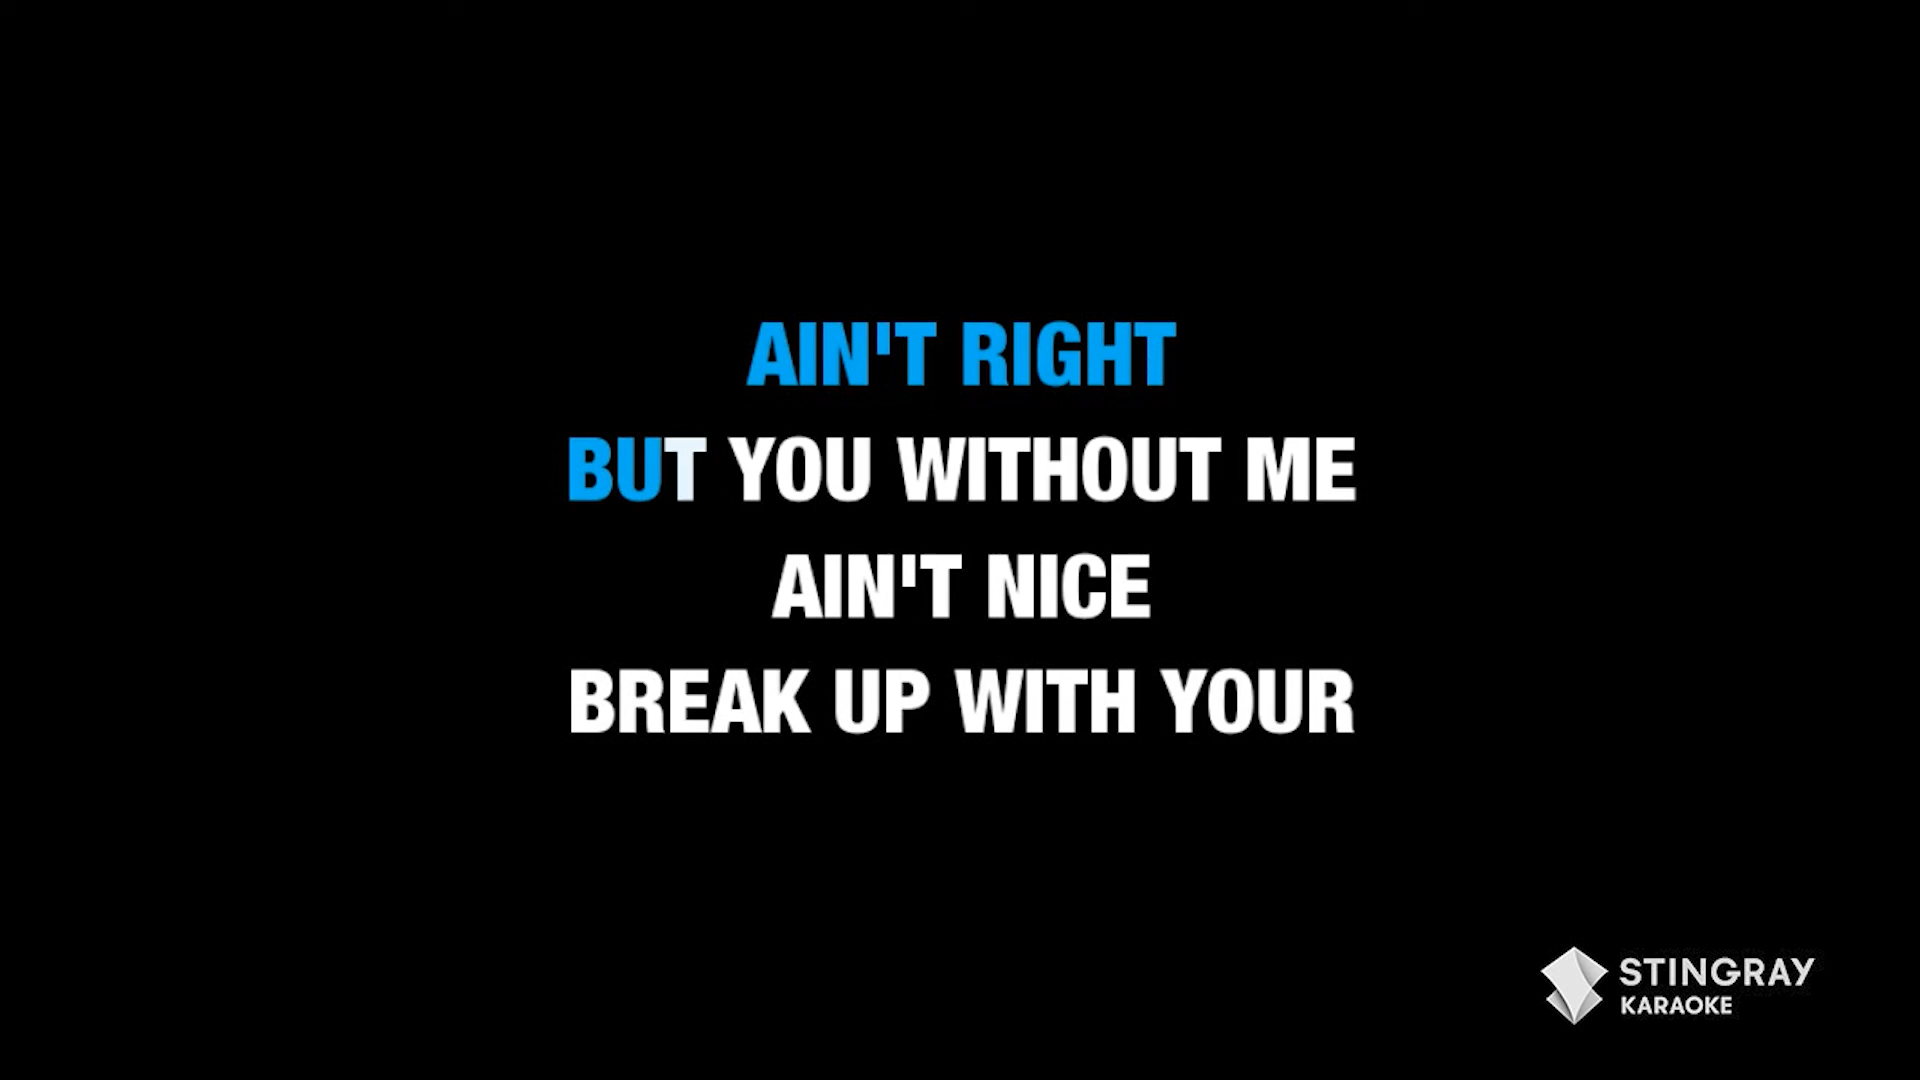 AIN'T RIGHT
BUT YOU WITHOUT ME
AIN'T NICE
BREAK UP WITH YOUR
STINGRAY
KARAOKE